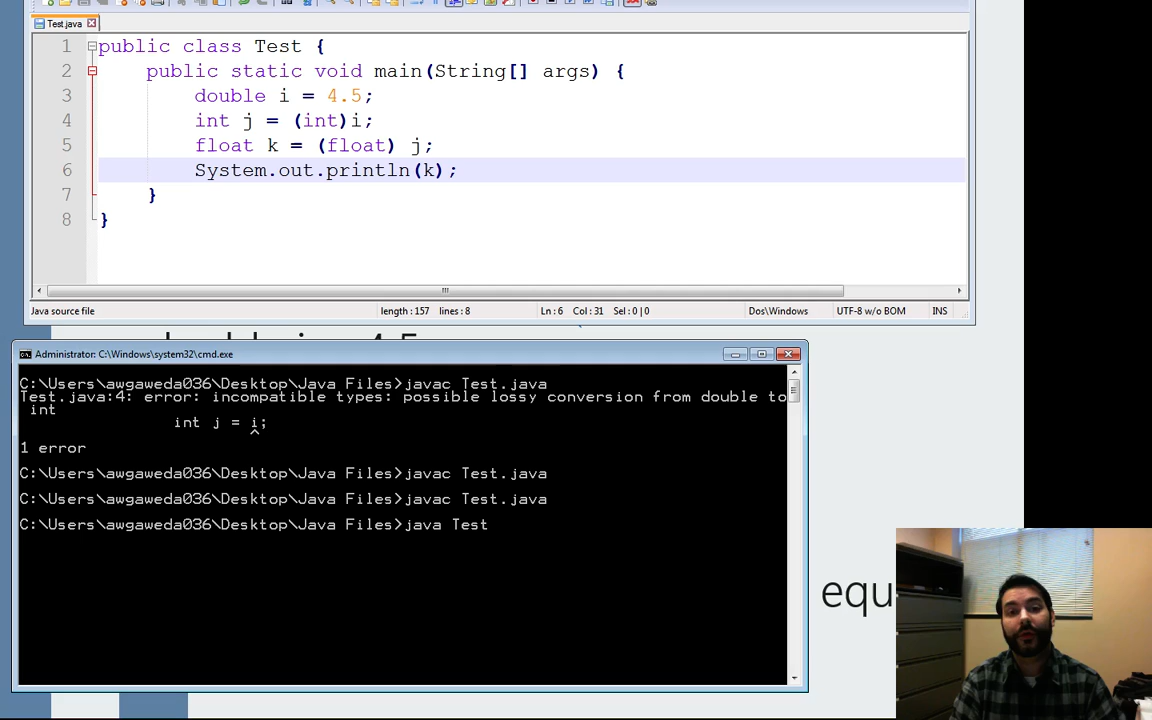 Test.java
1 public class Test {
2 public static void main(String[] args) {
3 double i = 4.5;
4 int j = (int)i;
5 float k = (float) j;
6 System.out.println(k);
7 }
8 }
Java source file length : 157 lines : 8 Ln : 6 Col : 31 Sel : 0 | 0 Dos\Windows UTF-8 w/o BOM INS
Administrator: C:\Windows\system32\cmd.exe
C:\Users\awgaweda036\Desktop\Java Files>javac Test.java
Test.java:4: error: incompatible types: possible lossy conversion from double to
int
int j = i;
^
1 error
C:\Users\awgaweda036\Desktop\Java Files>javac Test.java
C:\Users\awgaweda036\Desktop\Java Files>javac Test.java
C:\Users\awgaweda036\Desktop\Java Files>java Test
equ